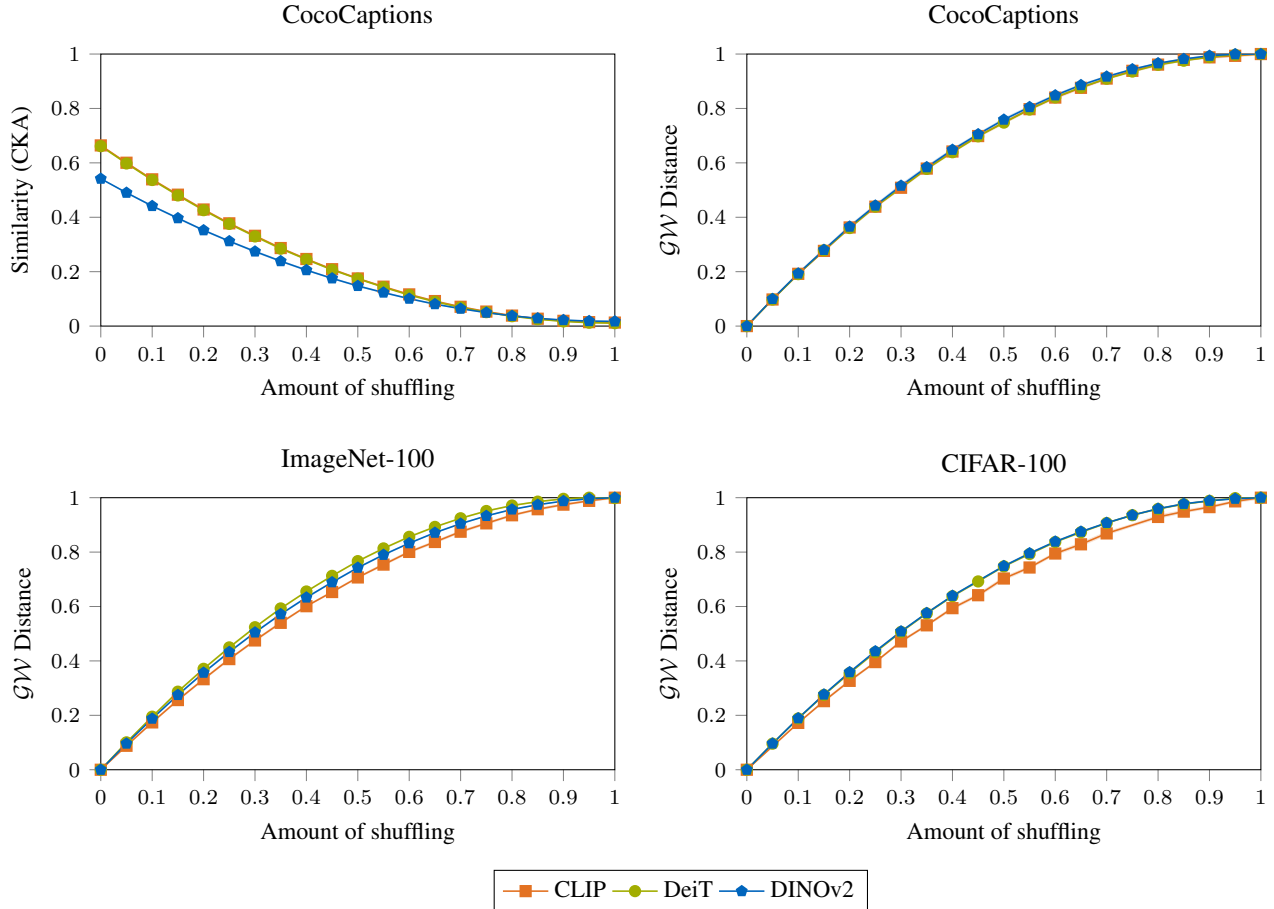 CocoCaptions
Similarity (CKA)
1
0.8
0.6
0.4
0.2
0
0 0.1 0.2 0.3 0.4 0.5 0.6 0.7 0.8 0.9 1
Amount of shuffling
CocoCaptions
𝒢𝒲 Distance
1
0.8
0.6
0.4
0.2
0
0 0.1 0.2 0.3 0.4 0.5 0.6 0.7 0.8 0.9 1
Amount of shuffling
ImageNet-100
𝒢𝒲 Distance
1
0.8
0.6
0.4
0.2
0
0 0.1 0.2 0.3 0.4 0.5 0.6 0.7 0.8 0.9 1
Amount of shuffling
CIFAR-100
𝒢𝒲 Distance
1
0.8
0.6
0.4
0.2
0
0 0.1 0.2 0.3 0.4 0.5 0.6 0.7 0.8 0.9 1
Amount of shuffling
CLIP DeiT DINOv2